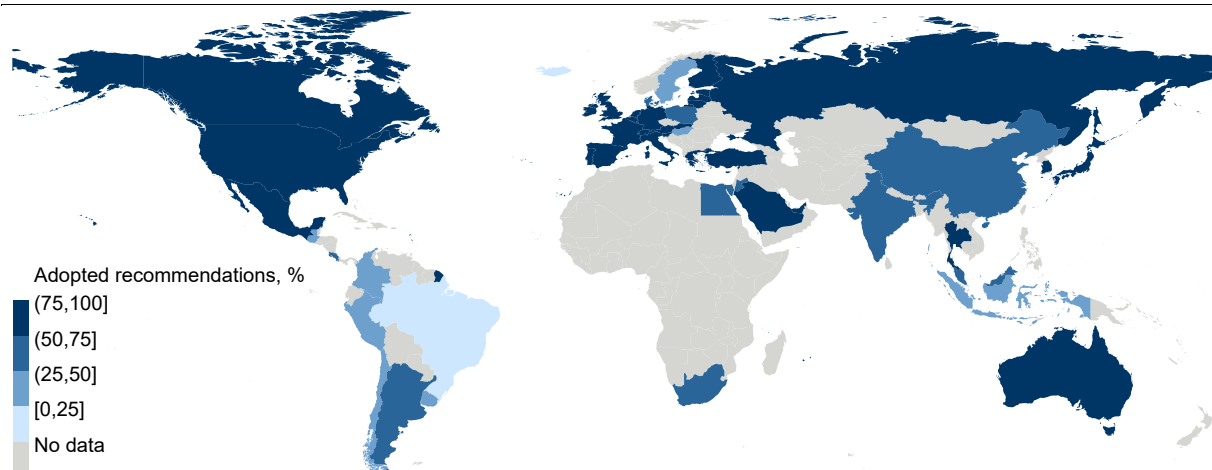 Adopted recommendations, %
(75,100]
(50,75]
(25,50]
[0,25]
No data